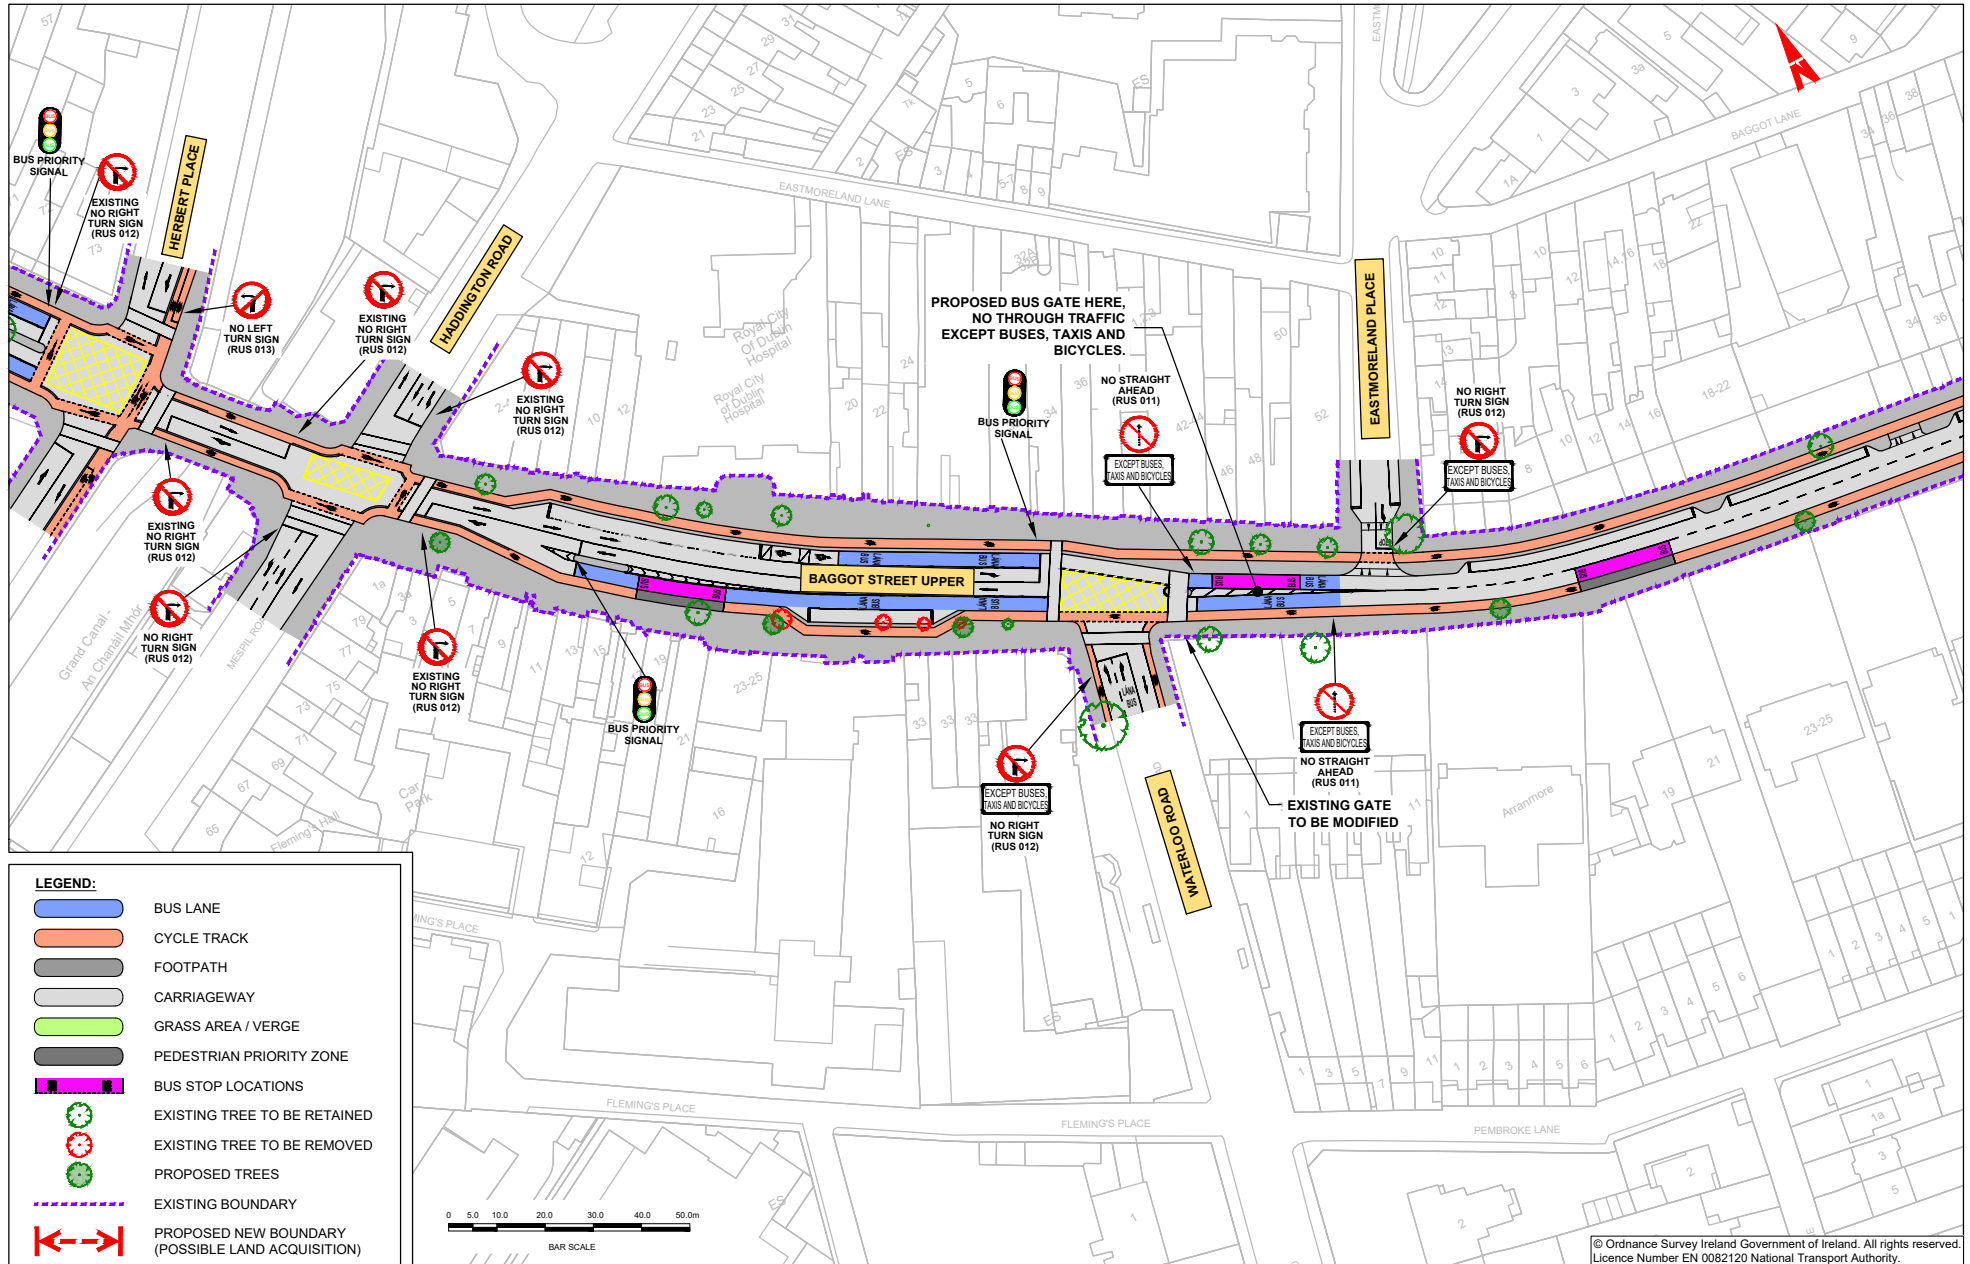 BUS PRIORITY
SIGNAL
EXISTING
NO RIGHT
TURN SIGN
(RUS 012)
HERBERT PLACE
NO LEFT
TURN SIGN
(RUS 013)
EXISTING
NO RIGHT
TURN SIGN
(RUS 012)
HADDINGTON ROAD
EXISTING
NO RIGHT
TURN SIGN
(RUS 012)
EXISTING
NO RIGHT
TURN SIGN
(RUS 012)
NO RIGHT
TURN SIGN
(RUS 012)
EXISTING
NO RIGHT
TURN SIGN
(RUS 012)
BUS PRIORITY
SIGNAL
BAGGOT STREET UPPER
PROPOSED BUS GATE HERE,
NO THROUGH TRAFFIC
EXCEPT BUSES, TAXIS AND
BICYCLES.
BUS PRIORITY
SIGNAL
NO STRAIGHT
AHEAD
(RUS 011)
EXCEPT BUSES,
TAXIS AND BICYCLES
EASTMORELAND PLACE
NO RIGHT
TURN SIGN
(RUS 012)
EXCEPT BUSES,
TAXIS AND BICYCLES
EXCEPT BUSES,
TAXIS AND BICYCLES
NO RIGHT
TURN SIGN
(RUS 012)
WATERLOO ROAD
EXCEPT BUSES,
TAXIS AND BICYCLES
NO STRAIGHT
AHEAD
(RUS 011)
EXISTING GATE
TO BE MODIFIED
EASTMORELAND LANE
BAGGOT LANE
Royal City
Of Dublin
Hospital
Royal City
of Dublin
Hospital
Grand Canal -
An Chanáil Mhór
Car
Park
Fleming's Hall
Arranmore
FLEMING'S PLACE
FLEMING'S PLACE
PEMBROKE LANE
LÁNA
BUS
STOP
N
LEGEND:
BUS LANE
CYCLE TRACK
FOOTPATH
CARRIAGEWAY
GRASS AREA / VERGE
PEDESTRIAN PRIORITY ZONE
BUS STOP LOCATIONS
EXISTING TREE TO BE RETAINED
EXISTING TREE TO BE REMOVED
PROPOSED TREES
EXISTING BOUNDARY
PROPOSED NEW BOUNDARY
(POSSIBLE LAND ACQUISITION)
0 5.0 10.0 20.0 30.0 40.0 50.0m
BAR SCALE
© Ordnance Survey Ireland Government of Ireland. All rights reserved.
Licence Number EN 0082120 National Transport Authority.